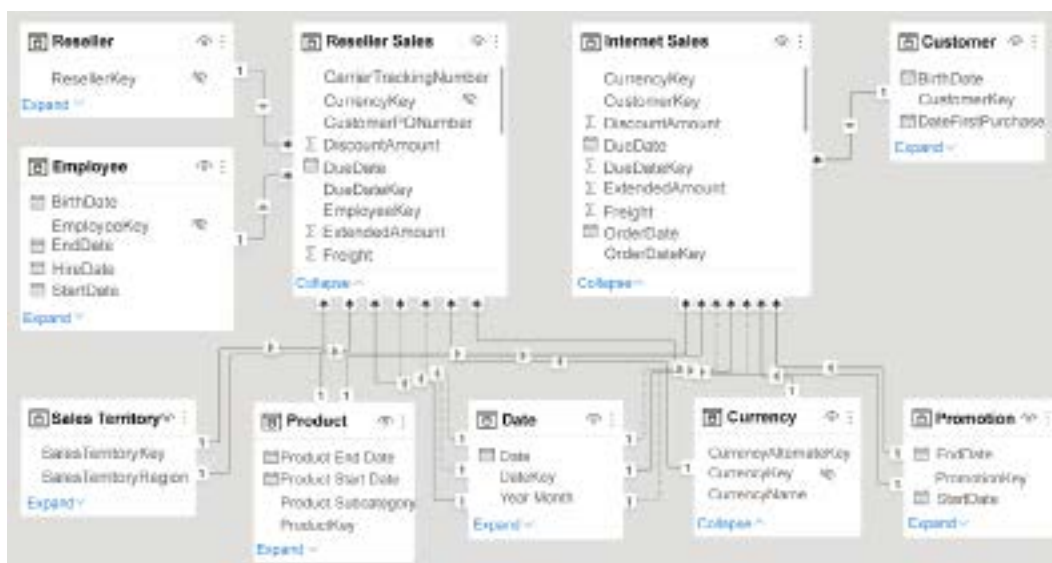 Reseller
ResellerKey
Expand
Reseller Sales
CarrierTrackingNumber
CurrencyKey
CustomerPONumber
Σ DiscountAmount
DueDate
DueDateKey
EmployeeKey
Σ ExtendedAmount
Σ Freight
Collapse
Internet Sales
CurrencyKey
CustomerKey
Σ DiscountAmount
DueDate
Σ DueDateKey
Σ ExtendedAmount
Σ Freight
OrderDate
OrderDateKey
Collapse
Customer
BirthDate
CustomerKey
DateFirstPurchase
Expand
Employee
BirthDate
EmployeeKey
EndDate
HireDate
StartDate
Expand
Sales Territory
SalesTerritoryKey
SalesTerritoryRegion
Expand
Product
Product End Date
Product Start Date
Product Subcategory
ProductKey
Expand
Date
Date
DateKey
Year Month
Expand
Currency
CurrencyAlternateKey
CurrencyKey
CurrencyName
Collapse
Promotion
EndDate
PromotionKey
StartDate
Expand